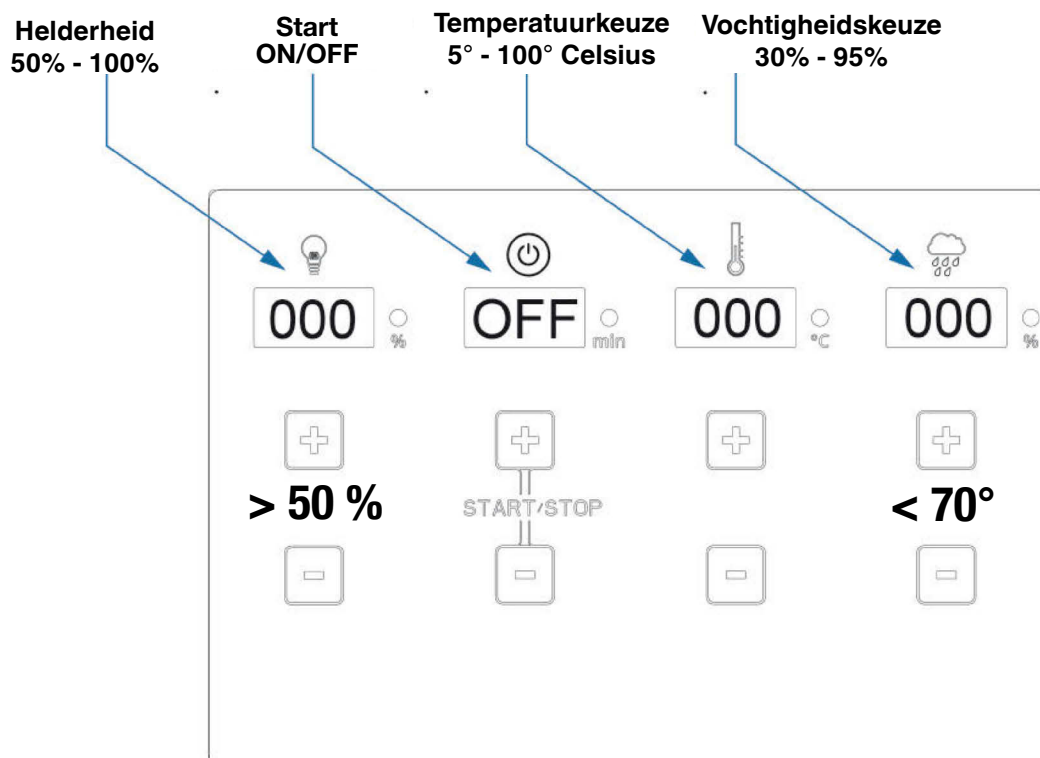 Helderheid
50% - 100%
Start
ON/OFF
Temperatuurkeuze
5° - 100° Celsius
Vochtigheidskeuze
30% - 95%
000 %
OFF min
000 °C
000 %
> 50 %
START/STOP
< 70°